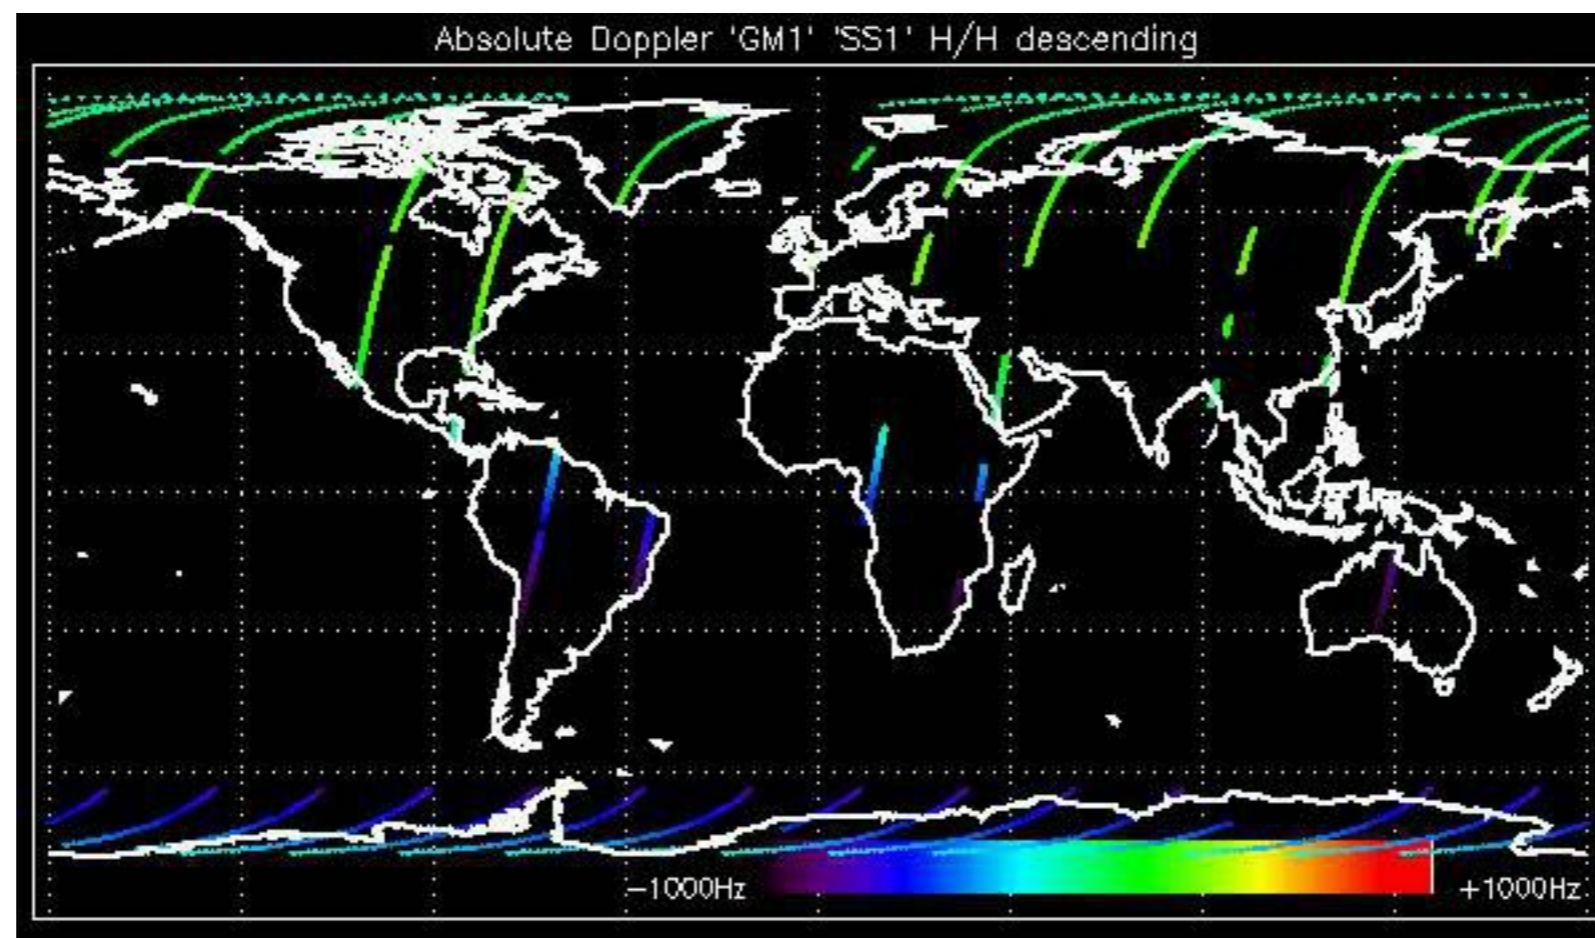 Absolute Doppler 'GM1' 'SS1' H/H descending
−1000Hz
+1000Hz